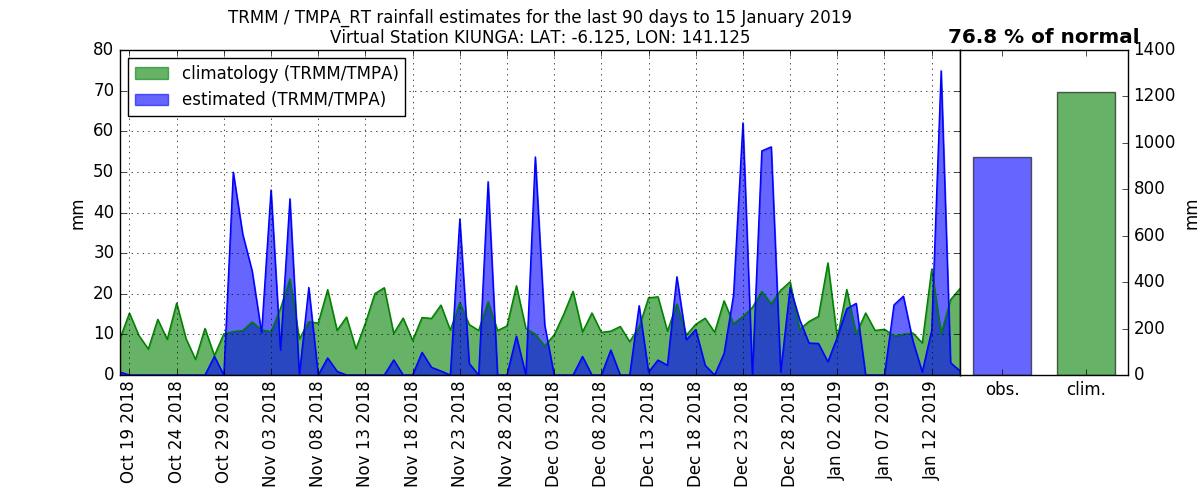 TRMM / TMPA_RT rainfall estimates for the last 90 days to 15 January 2019
Virtual Station KIUNGA: LAT: -6.125, LON: 141.125
76.8 % of normal
climatology (TRMM/TMPA)
estimated (TRMM/TMPA)
mm
80
70
60
50
40
30
20
10
0
Oct 19 2018
Oct 24 2018
Oct 29 2018
Nov 03 2018
Nov 08 2018
Nov 13 2018
Nov 18 2018
Nov 23 2018
Nov 28 2018
Dec 03 2018
Dec 08 2018
Dec 13 2018
Dec 18 2018
Dec 23 2018
Dec 28 2018
Jan 02 2019
Jan 07 2019
Jan 12 2019
obs.
clim.
1400
1200
1000
800
600
400
200
0
mm